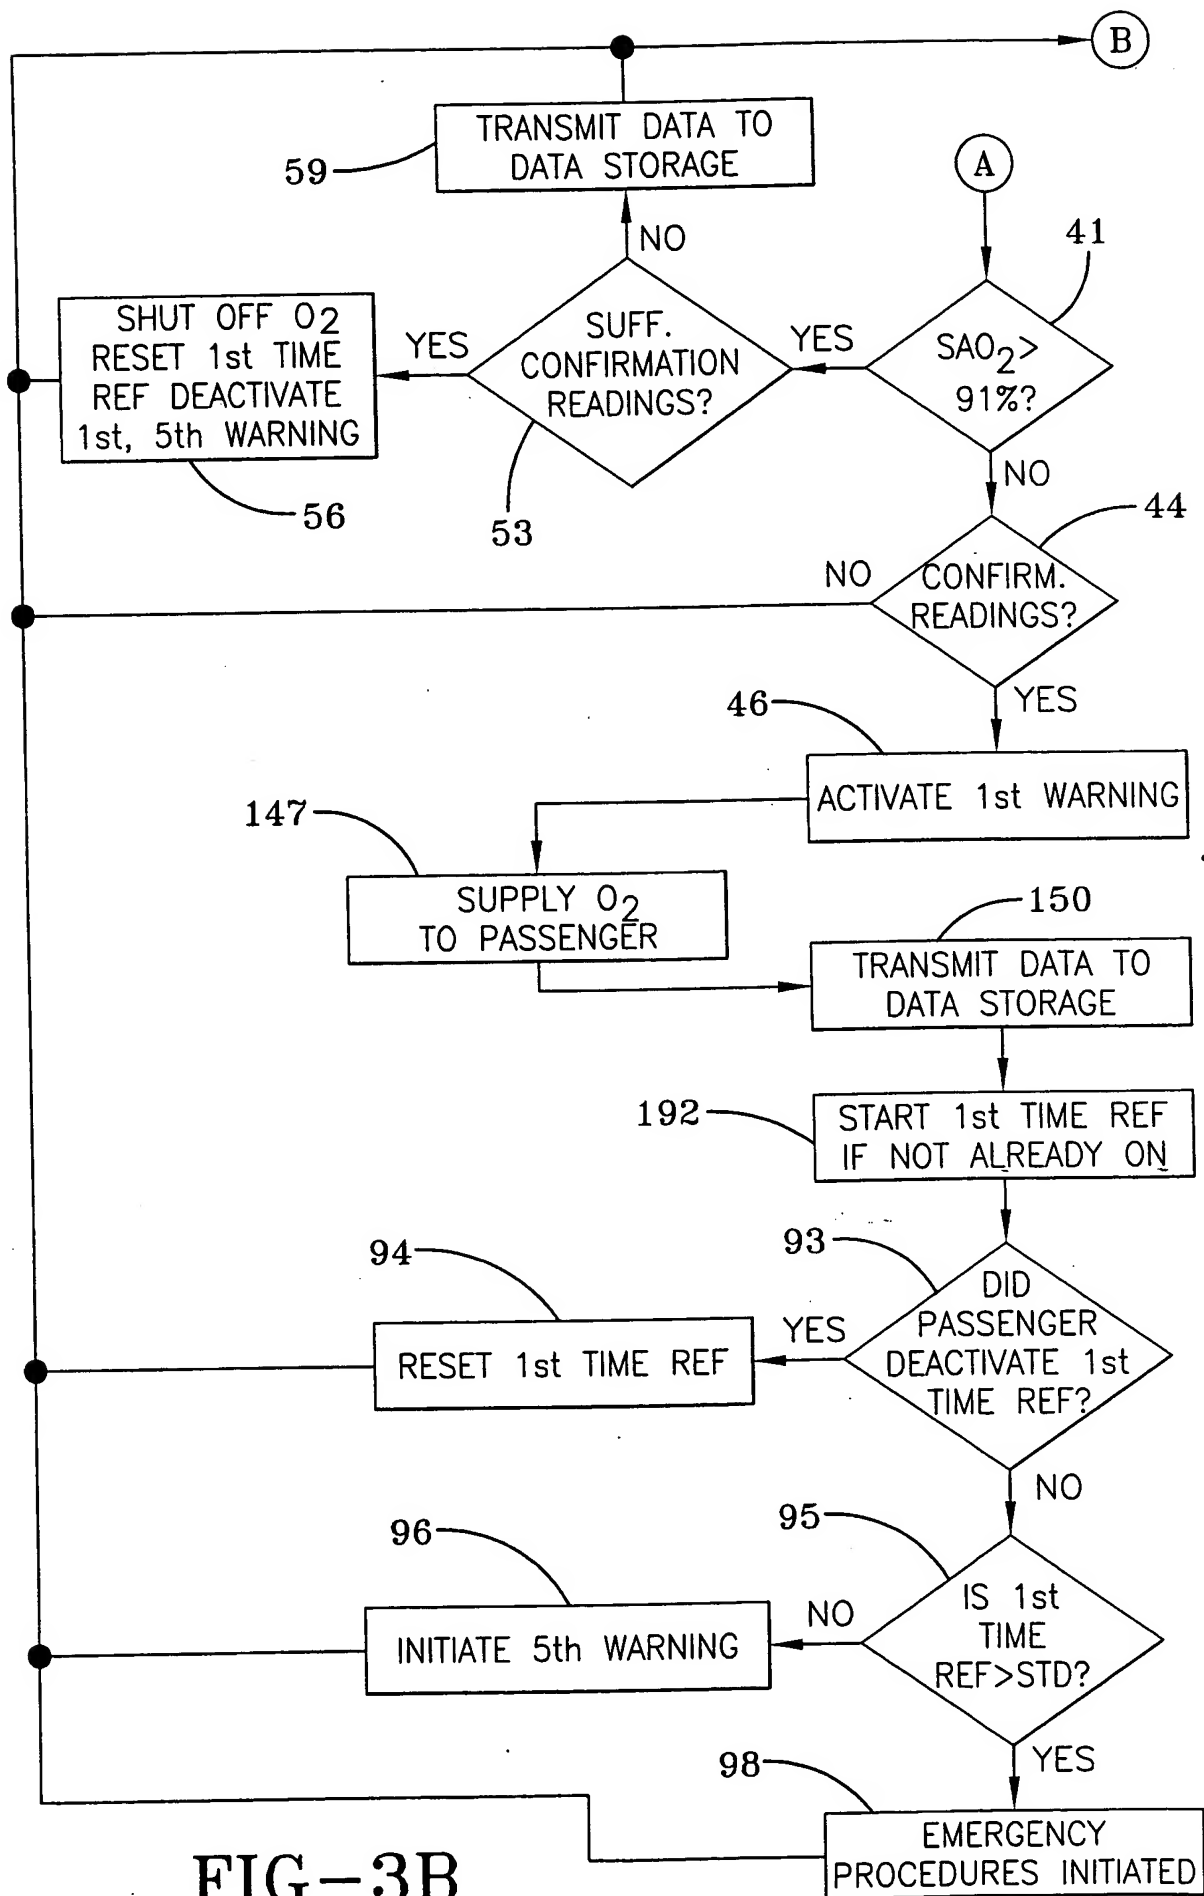 B
TRANSMIT DATA TO
DATA STORAGE
59
A
NO
41
SHUT OFF O2
RESET 1st TIME
REF DEACTIVATE
1st, 5th WARNING
YES
SUFF.
CONFIRMATION
READINGS?
YES
SAO2>
91%?
56
53
NO
44
NO
CONFIRM.
READINGS?
46
YES
ACTIVATE 1st WARNING
147
SUPPLY O2
TO PASSENGER
150
TRANSMIT DATA TO
DATA STORAGE
192
START 1st TIME REF
IF NOT ALREADY ON
93
94
DID
PASSENGER
DEACTIVATE 1st
TIME REF?
YES
RESET 1st TIME REF
NO
95
96
IS 1st
TIME
REF>STD?
NO
INITIATE 5th WARNING
YES
98
EMERGENCY
PROCEDURES INITIATED
FIG-3B